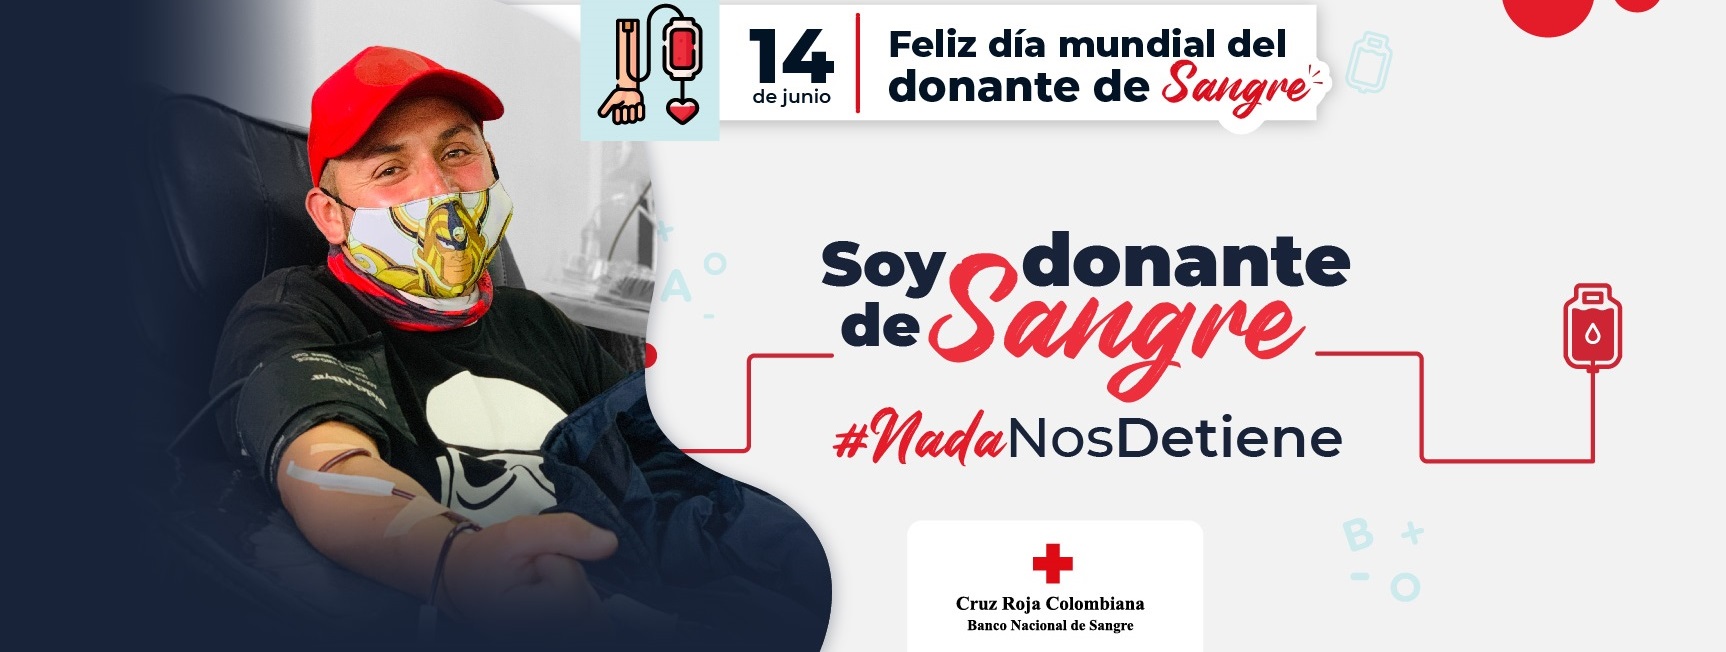 14
de junio
Feliz día mundial del
donante de Sangre
Soy donante
de Sangre
#NadaNosDetiene
Cruz Roja Colombiana
Banco Nacional de Sangre
A
O
-
+
B
+
-
O